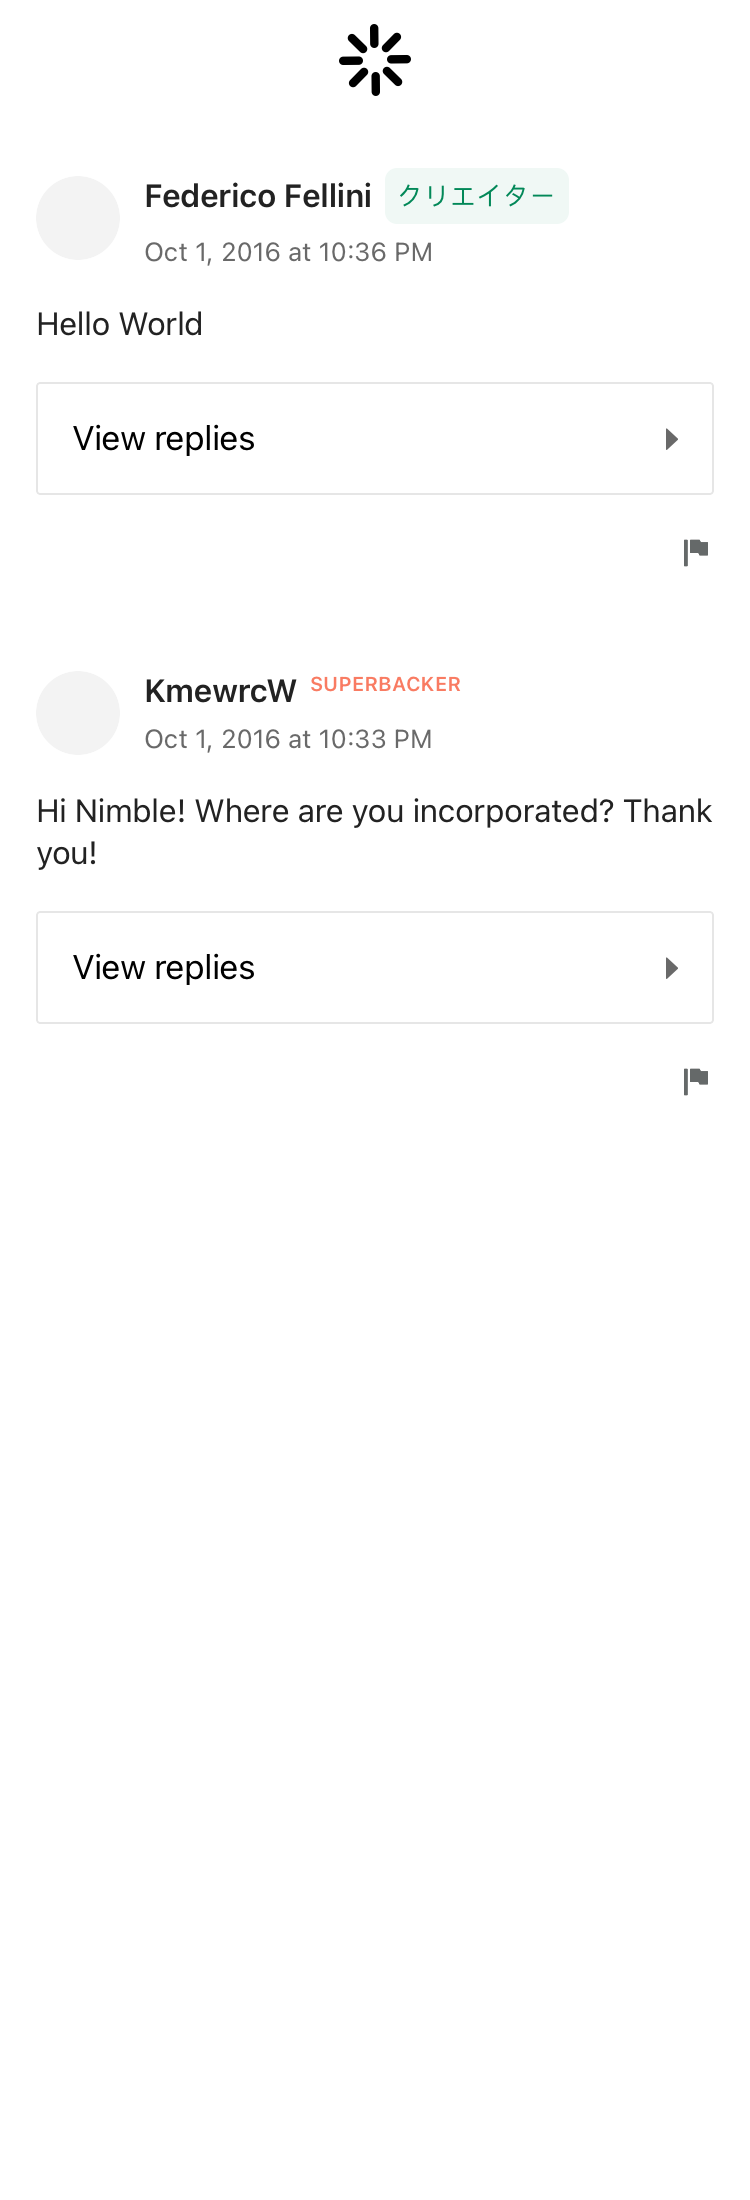 Federico Fellini クリエイター
Oct 1, 2016 at 10:36 PM
Hello World
View replies
KmewrcW SUPERBACKER
Oct 1, 2016 at 10:33 PM
Hi Nimble! Where are you incorporated? Thank
you!
View replies